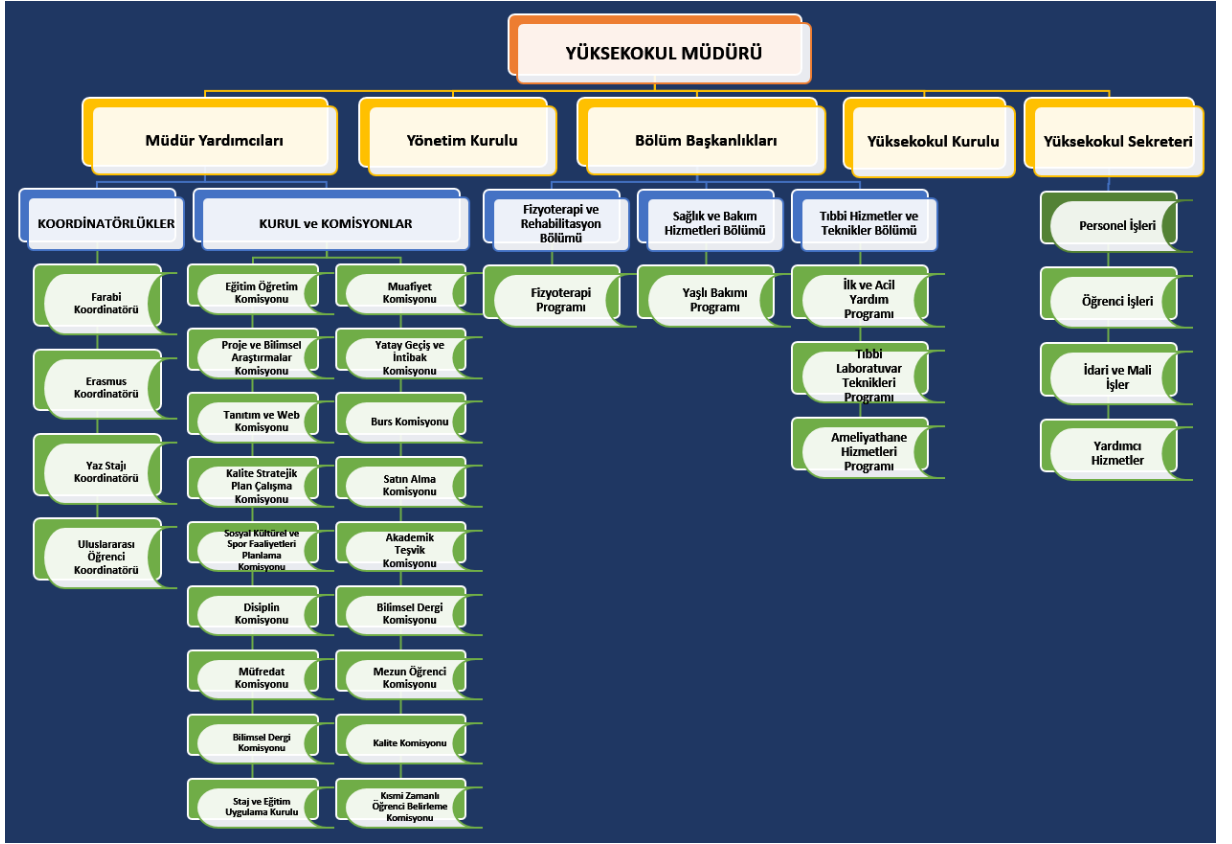 YÜKSEKOKUL MÜDÜRÜ
Müdür Yardımcıları
Yönetim Kurulu
Bölüm Başkanlıkları
Yüksekokul Kurulu
Yüksekokul Sekreteri
KOORDİNATÖRLÜKLER
KURUL ve KOMİSYONLAR
Fizyoterapi ve
Rehabilitasyon
Bölümü
Sağlık ve Bakım
Hizmetleri Bölümü
Tıbbi Hizmetler ve
Teknikler Bölümü
Personel İşleri
Farabi
Koordinatörü
Erasmus
Koordinatörü
Yaz Stajı
Koordinatörü
Uluslararası
Öğrenci
Koordinatörü
Eğitim Öğretim
Komisyonu
Proje ve Bilimsel
Araştırmalar
Komisyonu
Tanıtım ve Web
Komisyonu
Kalite Stratejik
Plan Çalışma
Komisyonu
Sosyal Kültürel ve
Spor Faaliyetleri
Planlama
Komisyonu
Disiplin
Komisyonu
Müfredat
Komisyonu
Bilimsel Dergi
Komisyonu
Staj ve Eğitim
Uygulama Kurulu
Muafiyet
Komisyonu
Yatay Geçiş ve
İntibak
Komisyonu
Burs Komisyonu
Satın Alma
Komisyonu
Akademik
Teşvik
Komisyonu
Bilimsel Dergi
Komisyonu
Mezun Öğrenci
Komisyonu
Kalite Komisyonu
Kısmi Zamanlı
Öğrenci Belirleme
Komisyonu
Fizyoterapi
Programı
Yaşlı Bakımı
Programı
İlk ve Acil
Yardım
Programı
Tıbbi
Laboratuvar
Teknikleri
Programı
Ameliyathane
Hizmetleri
Programı
Öğrenci İşleri
İdari ve Mali
İşler
Yardımcı
Hizmetler